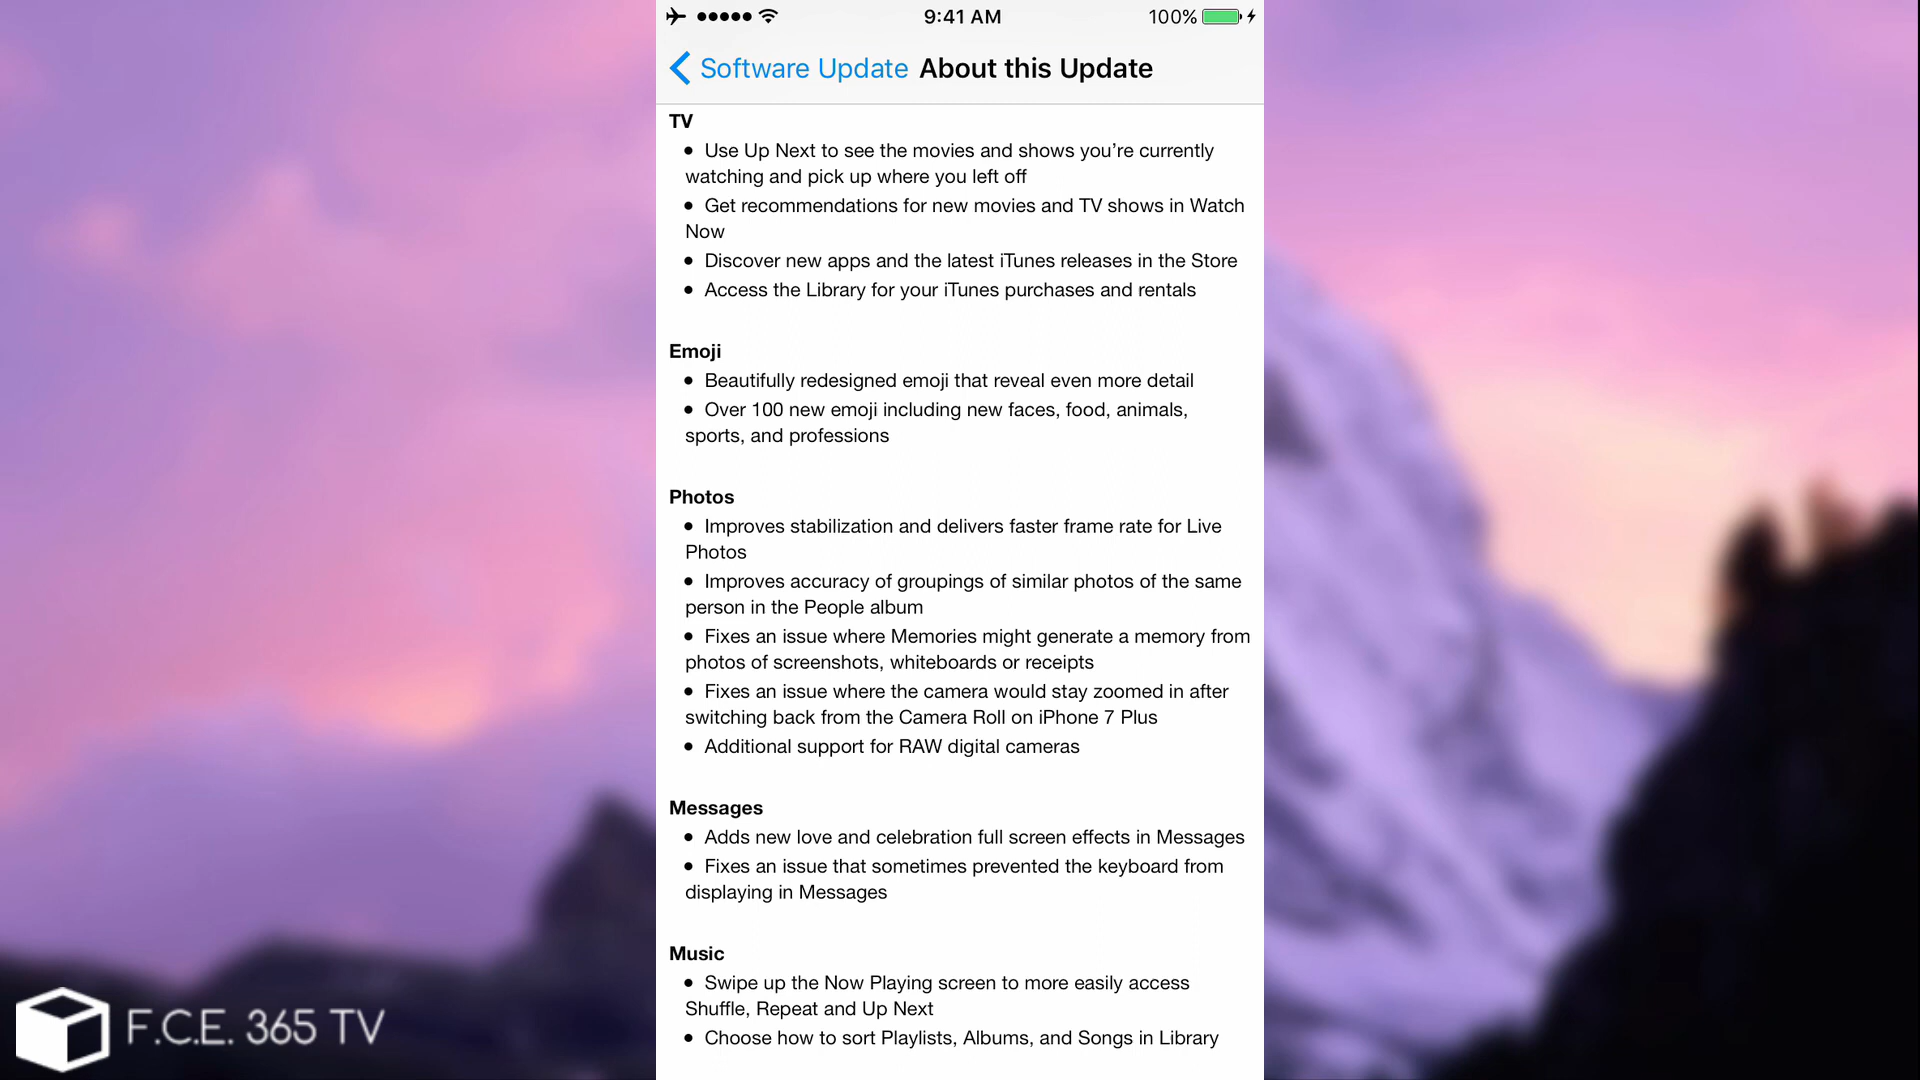 9:41 AM
100%
Software Update About this Update
TV
• Use Up Next to see the movies and shows you’re currently
watching and pick up where you left off
• Get recommendations for new movies and TV shows in Watch
Now
• Discover new apps and the latest iTunes releases in the Store
• Access the Library for your iTunes purchases and rentals
Emoji
• Beautifully redesigned emoji that reveal even more detail
• Over 100 new emoji including new faces, food, animals,
sports, and professions
Photos
• Improves stabilization and delivers faster frame rate for Live
Photos
• Improves accuracy of groupings of similar photos of the same
person in the People album
• Fixes an issue where Memories might generate a memory from
photos of screenshots, whiteboards or receipts
• Fixes an issue where the camera would stay zoomed in after
switching back from the Camera Roll on iPhone 7 Plus
• Additional support for RAW digital cameras
Messages
• Adds new love and celebration full screen effects in Messages
• Fixes an issue that sometimes prevented the keyboard from
displaying in Messages
Music
• Swipe up the Now Playing screen to more easily access
Shuffle, Repeat and Up Next
• Choose how to sort Playlists, Albums, and Songs in Library
F.C.E. 365 TV